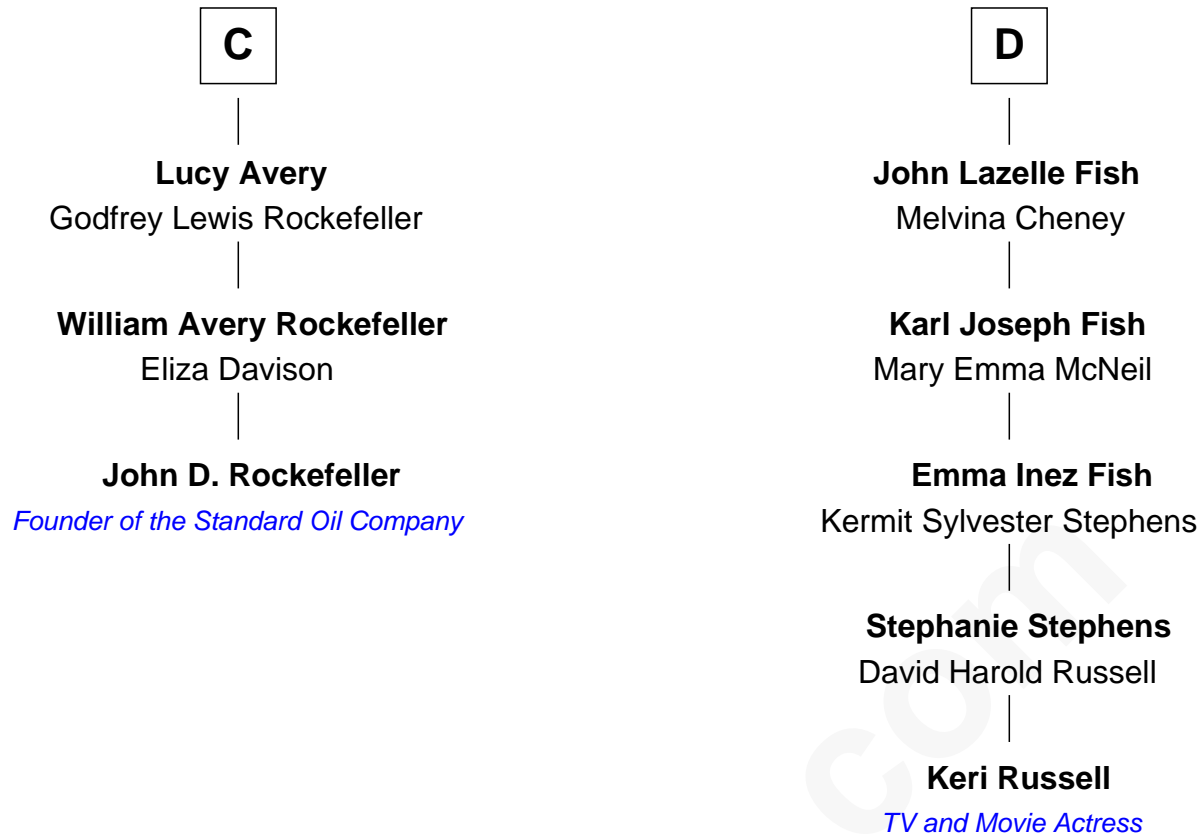 C
Lucy Avery
Godfrey Lewis Rockefeller
William Avery Rockefeller
Eliza Davison
John D. Rockefeller
Founder of the Standard Oil Company
D
John Lazelle Fish
Melvina Cheney
Karl Joseph Fish
Mary Emma McNeil
Emma Inez Fish
Kermit Sylvester Stephens
Stephanie Stephens
David Harold Russell
Keri Russell
TV and Movie Actress
com